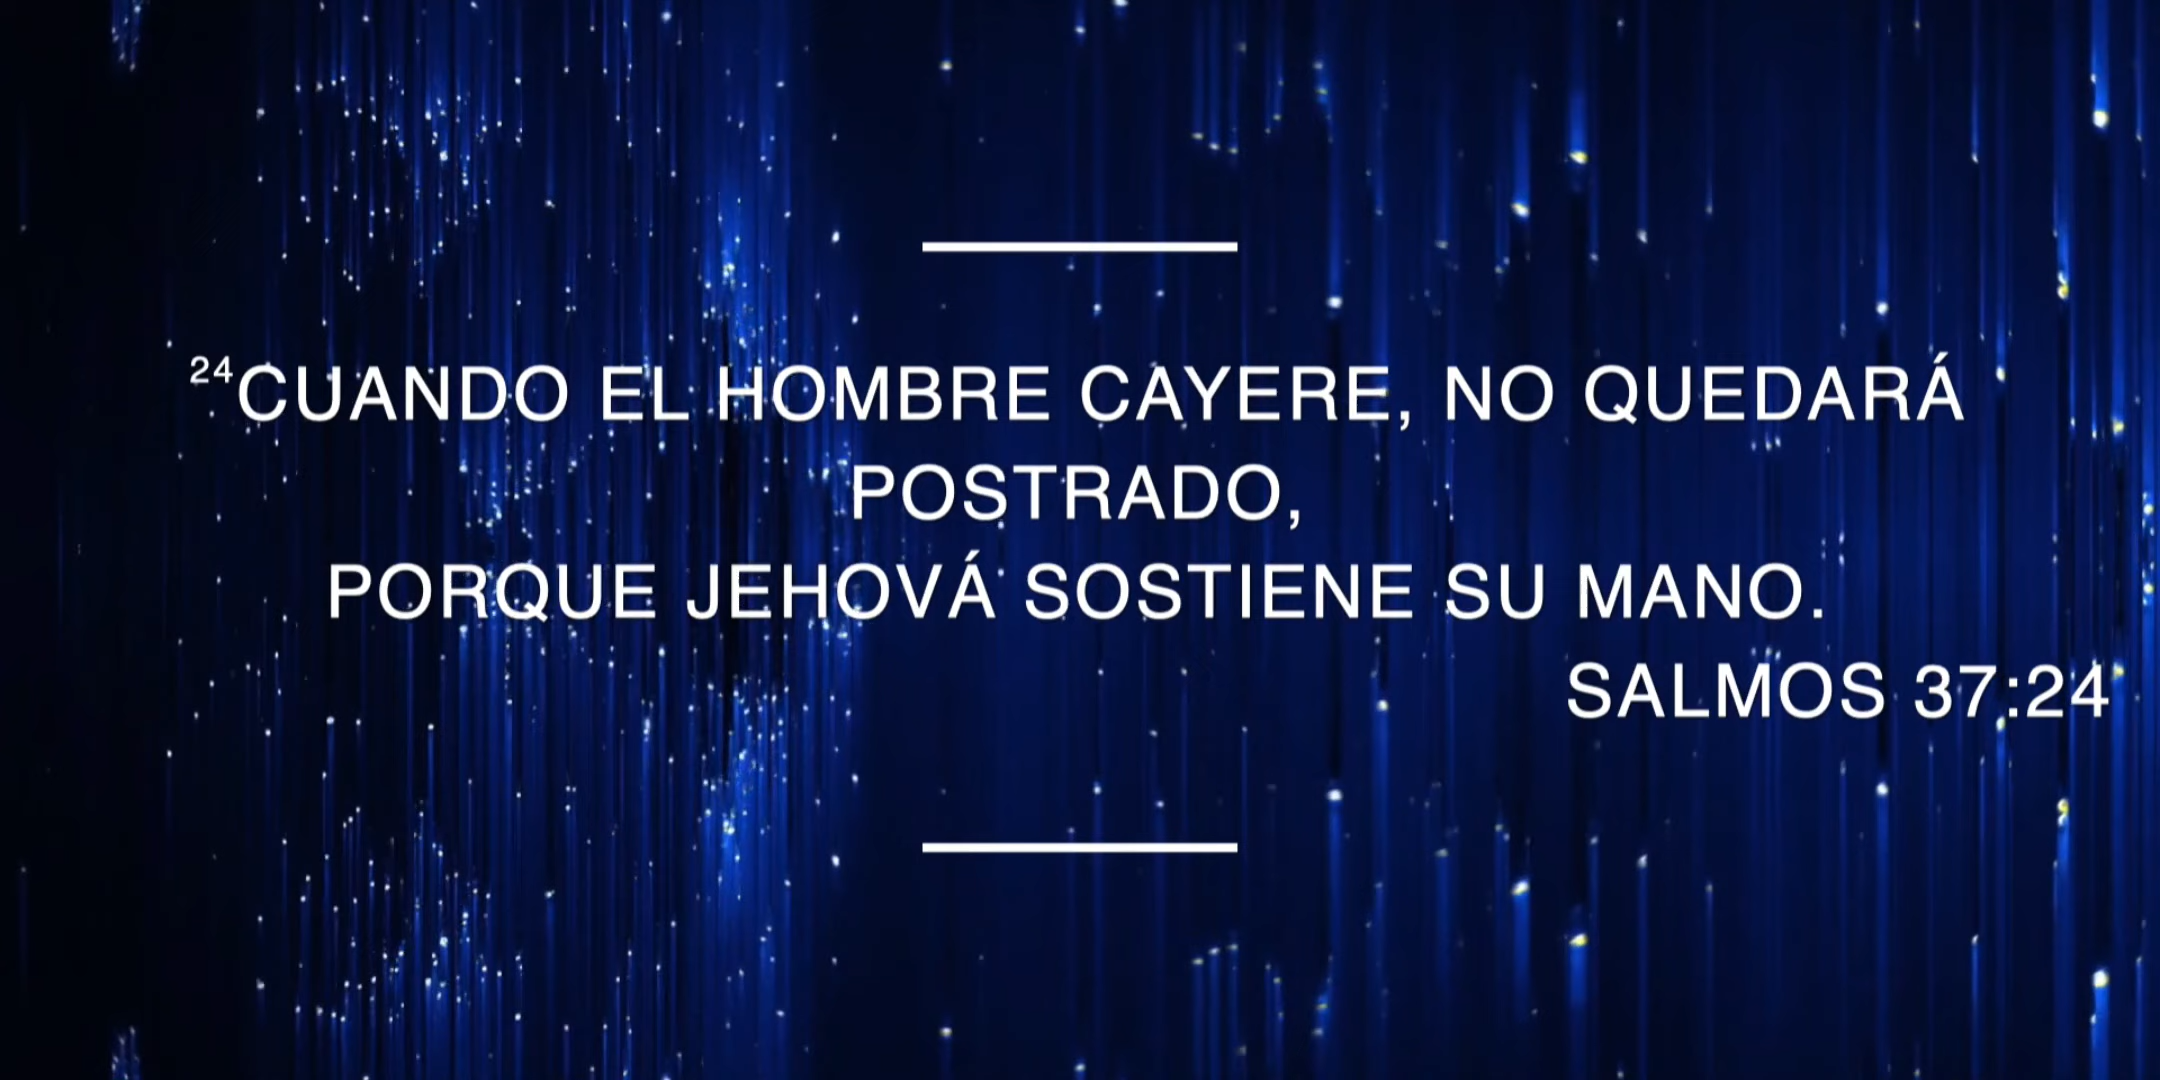 ²⁴CUANDO EL HOMBRE CAYERE, NO QUEDARÁ
POSTRADO,
PORQUE JEHOVÁ SOSTIENE SU MANO.
SALMOS 37:24